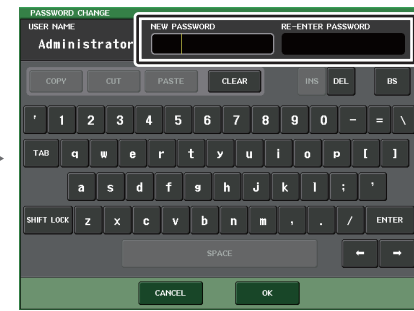 PASSWORD CHANGE
USER NAME NEW PASSWORD RE-ENTER PASSWORD
Administrator
COPY CUT PASTE CLEAR INS DEL BS
' 1 2 3 4 5 6 7 8 9 0 - = \
TAB q w e r t y u i o p [ ]
a s d f g h j k l ; '
SHIFT LOCK z x c v b n m , . / ENTER
SPACE ← →
CANCEL OK